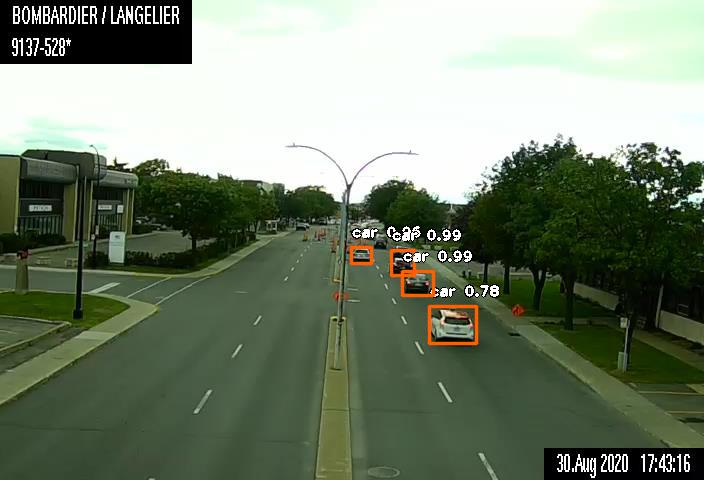 BOMBARDIER / LANGELIER
9137-528*
car 0.99
car 0.99
car 0.78
30.Aug 2020 17:43:16